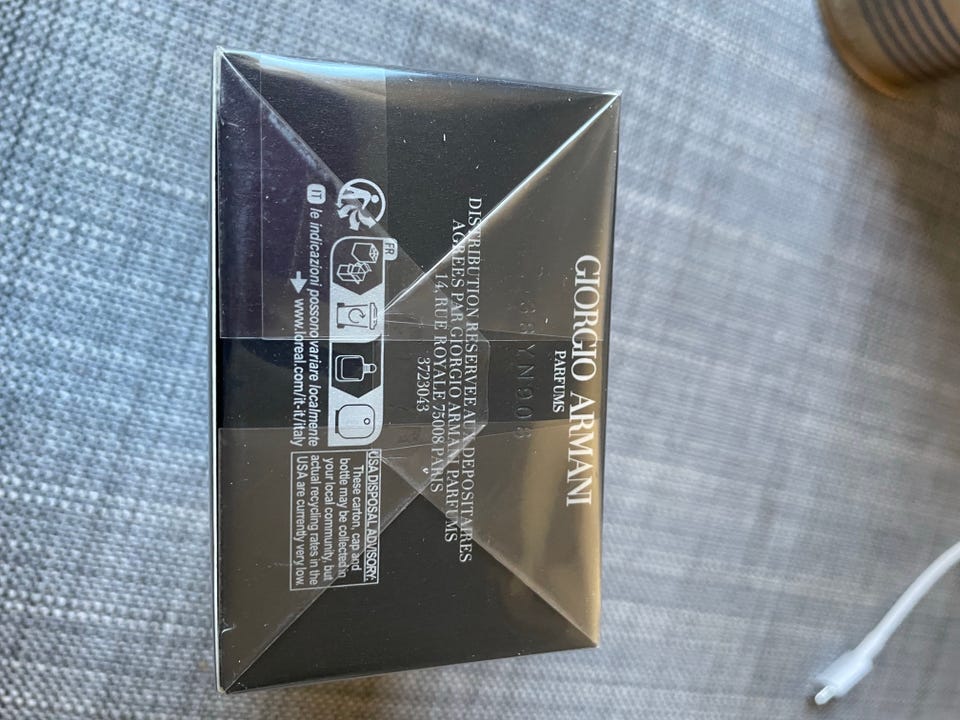 GIORGIO ARMANI
PARFUMS
DISTRIBUTION RESERVEE AUX DEPOSITAIRES
AGREES PAR GIORGIO ARMANI PARFUMS
14, RUE ROYALE 75008 PARIS
3723043
FR
USA DISPOSAL ADVISORY:
These carton, cap and
bottle may be collected in
your local community, but
actual recycling rates in the
USA are currently very low.
IT le indicazioni possono variare localmente
www.loreal.com/it-it/italy